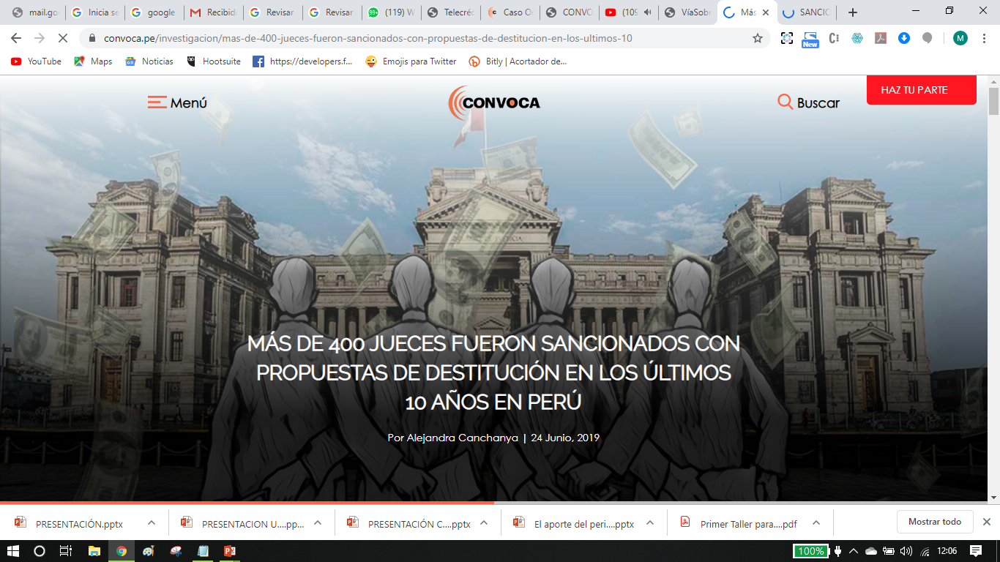 mail.go
Inicia se
google
Recibid
Revisar
Revisar
(119) W
Telecréd
Caso O
CONVO
(109
VíaSobr
Más
SANCIO
convoca.pe/investigacion/mas-de-400-jueces-fueron-sancionados-con-propuestas-de-destitucion-en-los-ultimos-10
New
M
YouTube
Maps
Noticias
Hootsuite
https://developers.f...
Emojis para Twitter
Bitly | Acortador de...
Menú
CONVOCA
Buscar
HAZ TU PARTE
MÁS DE 400 JUECES FUERON SANCIONADOS CON
PROPUESTAS DE DESTITUCIÓN EN LOS ÚLTIMOS
10 AÑOS EN PERÚ
Por Alejandra Canchanya | 24 Junio, 2019
PRESENTACIÓN.pptx
PRESENTACION U....pp...
PRESENTACIÓN C....pptx
El aporte del peri....pptx
Primer Taller para....pdf
Mostrar todo
100%
12:06